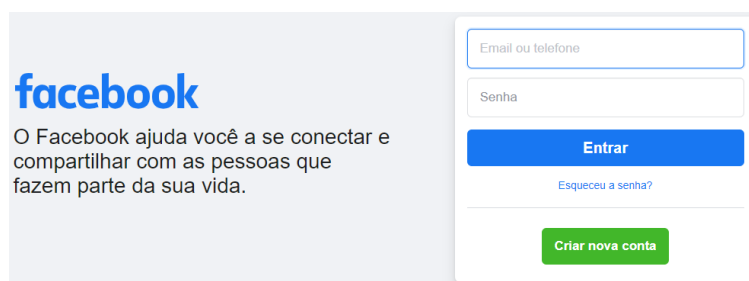 facebook
O Facebook ajuda você a se conectar e
compartilhar com as pessoas que
fazem parte da sua vida.
Email ou telefone
Senha
Entrar
Esqueceu a senha?
Criar nova conta